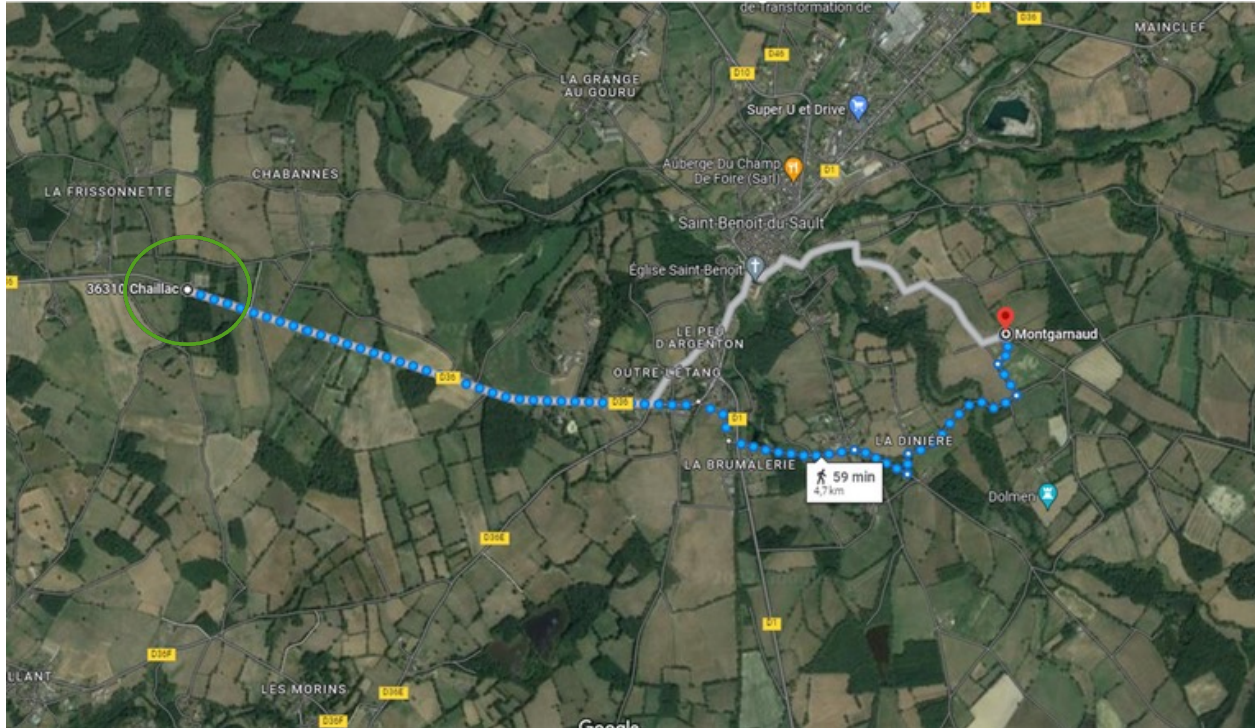 de Transformation de
D1
D36
MAINCLEF
D46
D10
LA GRANGE
AU GOURU
Super U et Drive
Auberge Du Champ
De Foire (Sarl)
D1
CHABANNES
LA FRISSONNETTE
Saint-Benoît-du-Sault
Église Saint-Benoît
36310 Chaillac
LE PEU
D'ARGENTON
Montgarnaud
OUTRE L'ÉTANG
D36
D36
D1
LA DINIÈRE
LA BRUMALERIE
59 min
4,7 km
Dolmen
D36E
D1
D36F
LLANT
LES MORINS
D36E
D36F
Google